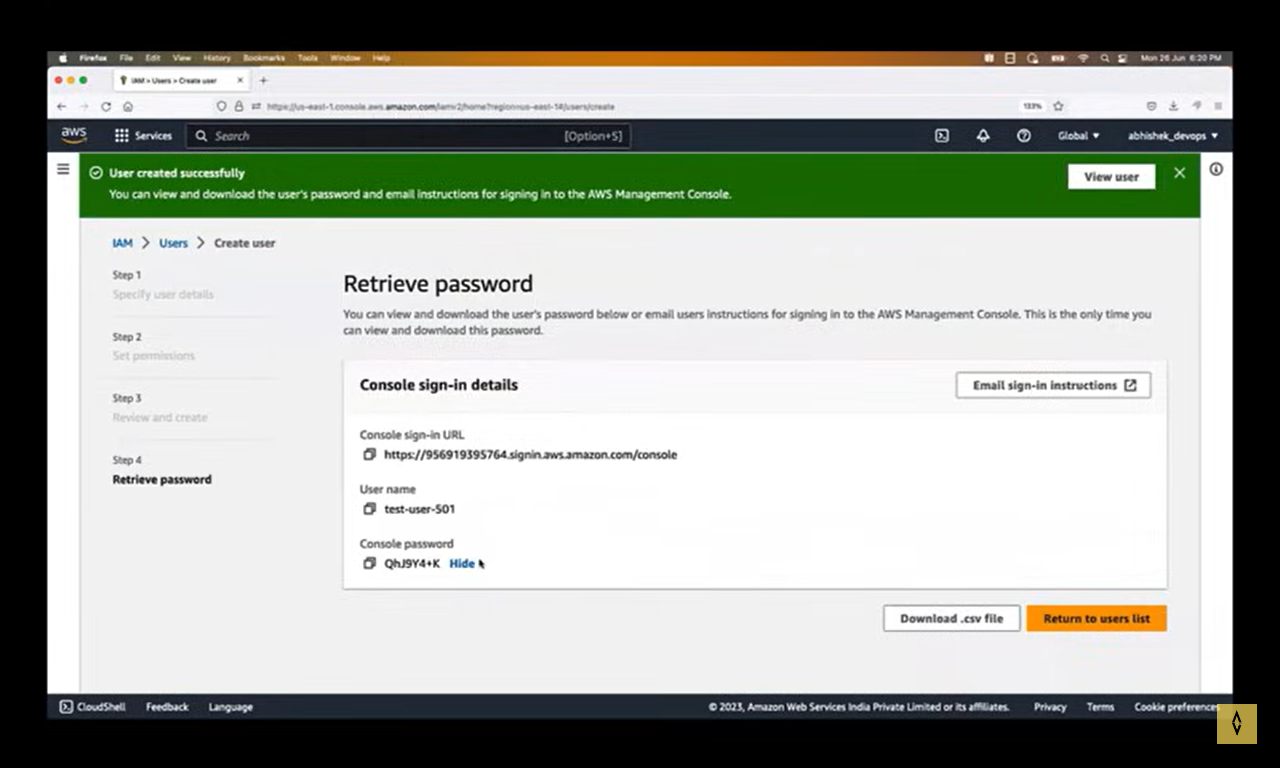 Firefox File Edit View History Bookmarks Tools Window Help
Mon 26 Jun 6:20 PM
IAM > Users > Create user
https://us-east-1.console.aws.amazon.com/iamv2/home?region=us-east-1#/users/create
133%
aws
Services
Search
[Option+S]
Global
abhishek_devops
User created successfully
You can view and download the user's password and email instructions for signing in to the AWS Management Console.
View user
IAM > Users > Create user
Step 1
Specify user details
Step 2
Set permissions
Step 3
Review and create
Step 4
Retrieve password
Retrieve password
You can view and download the user's password below or email users instructions for signing in to the AWS Management Console. This is the only time you
can view and download this password.
Console sign-in details
Email sign-in instructions
Console sign-in URL
https://956919395764.signin.aws.amazon.com/console
User name
test-user-501
Console password
QhJ9Y4+K Hide
Download .csv file
Return to users list
CloudShell Feedback Language
© 2023, Amazon Web Services India Private Limited or its affiliates. Privacy Terms Cookie preferences